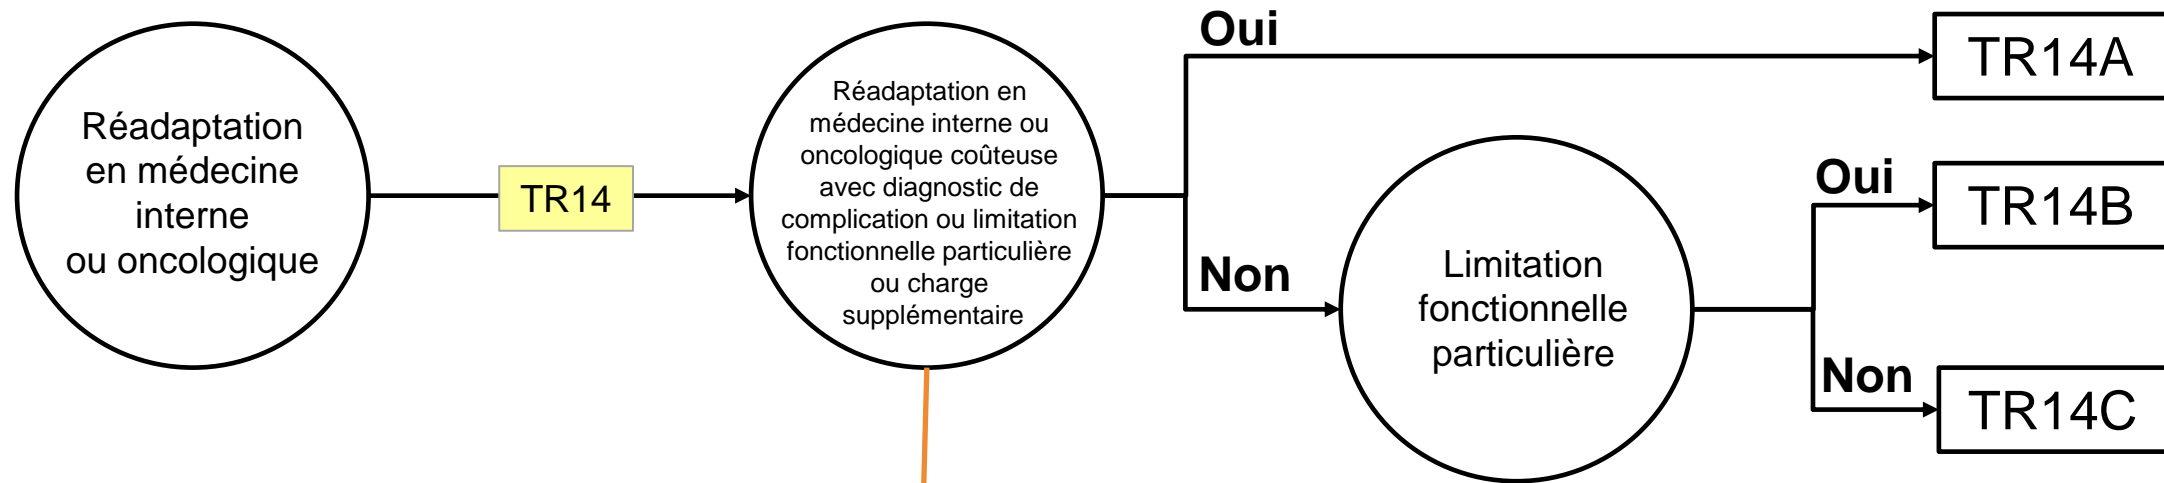 Réadaptation
en médecine
interne
ou oncologique
TR14
Réadaptation en
médecine interne ou
oncologique coûteuse
avec diagnostic de
complication ou limitation
fonctionnelle particulière
ou charge
supplémentaire
Oui
TR14A
Non
Limitation
fonctionnelle
particulière
Oui
TR14B
Non
TR14C